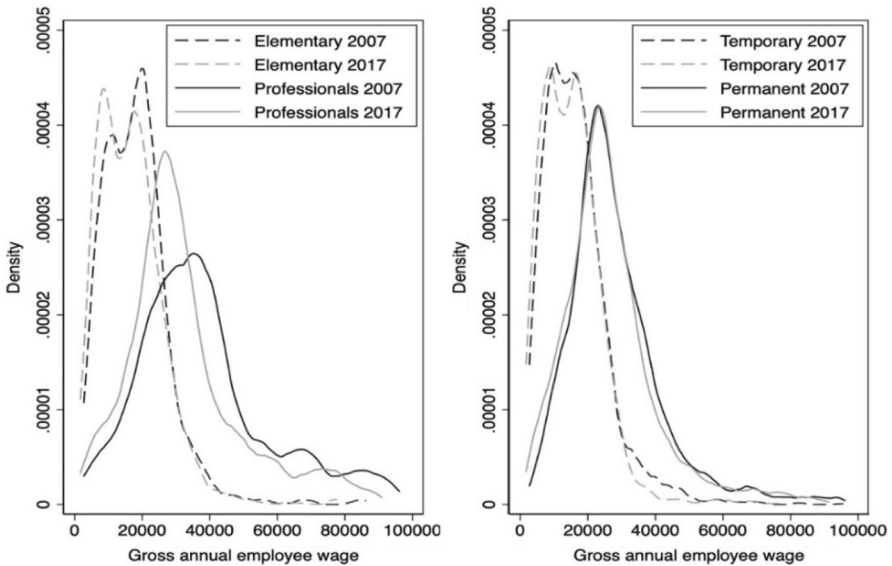 Density
.00005
.00004
.00003
.00002
.00001
0
Elementary 2007
Elementary 2017
Professionals 2007
Professionals 2017
0 20000 40000 60000 80000 100000
Gross annual employee wage
Density
.00005
.00004
.00003
.00002
.00001
0
Temporary 2007
Temporary 2017
Permanent 2007
Permanent 2017
0 20000 40000 60000 80000 100000
Gross annual employee wage